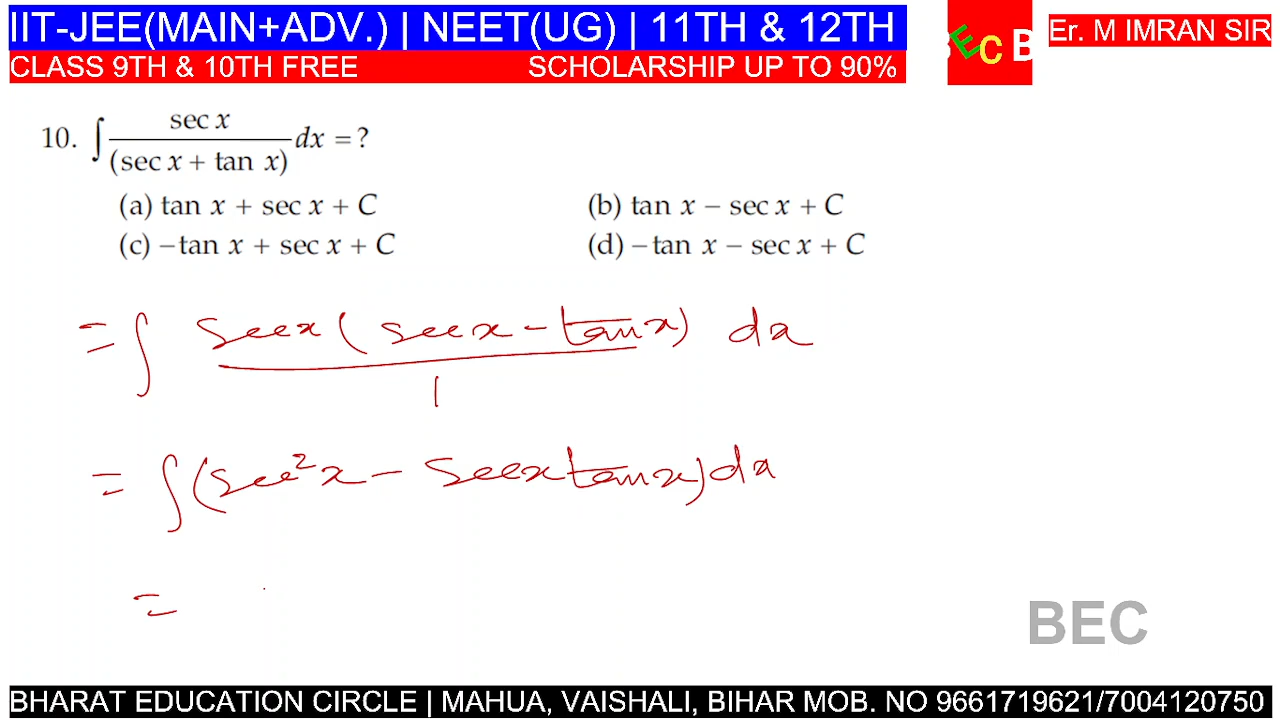 IIT-JEE(MAIN+ADV.) | NEET(UG) | 11TH & 12TH
BEC B
Er. M IMRAN SIR
CLASS 9TH & 10TH FREE SCHOLARSHIP UP TO 90%
10. ∫ sec x / (sec x + tan x) dx = ?
(a) tan x + sec x + C (b) tan x − sec x + C
(c) −tan x + sec x + C (d) −tan x − sec x + C
= ∫ secx( secx − tanx) / 1 dx
= ∫(sec²x − secxtanx)dx
=
BEC
BHARAT EDUCATION CIRCLE | MAHUA, VAISHALI, BIHAR MOB. NO 9661719621/7004120750